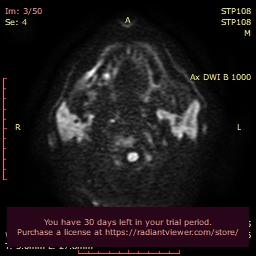 Im: 3/50
Se: 4
A
STP108
STP108
M
Ax DWI B 1000
R
L
You have 30 days left in your trial period.
Purchase a license at https://radiantviewer.com/store/